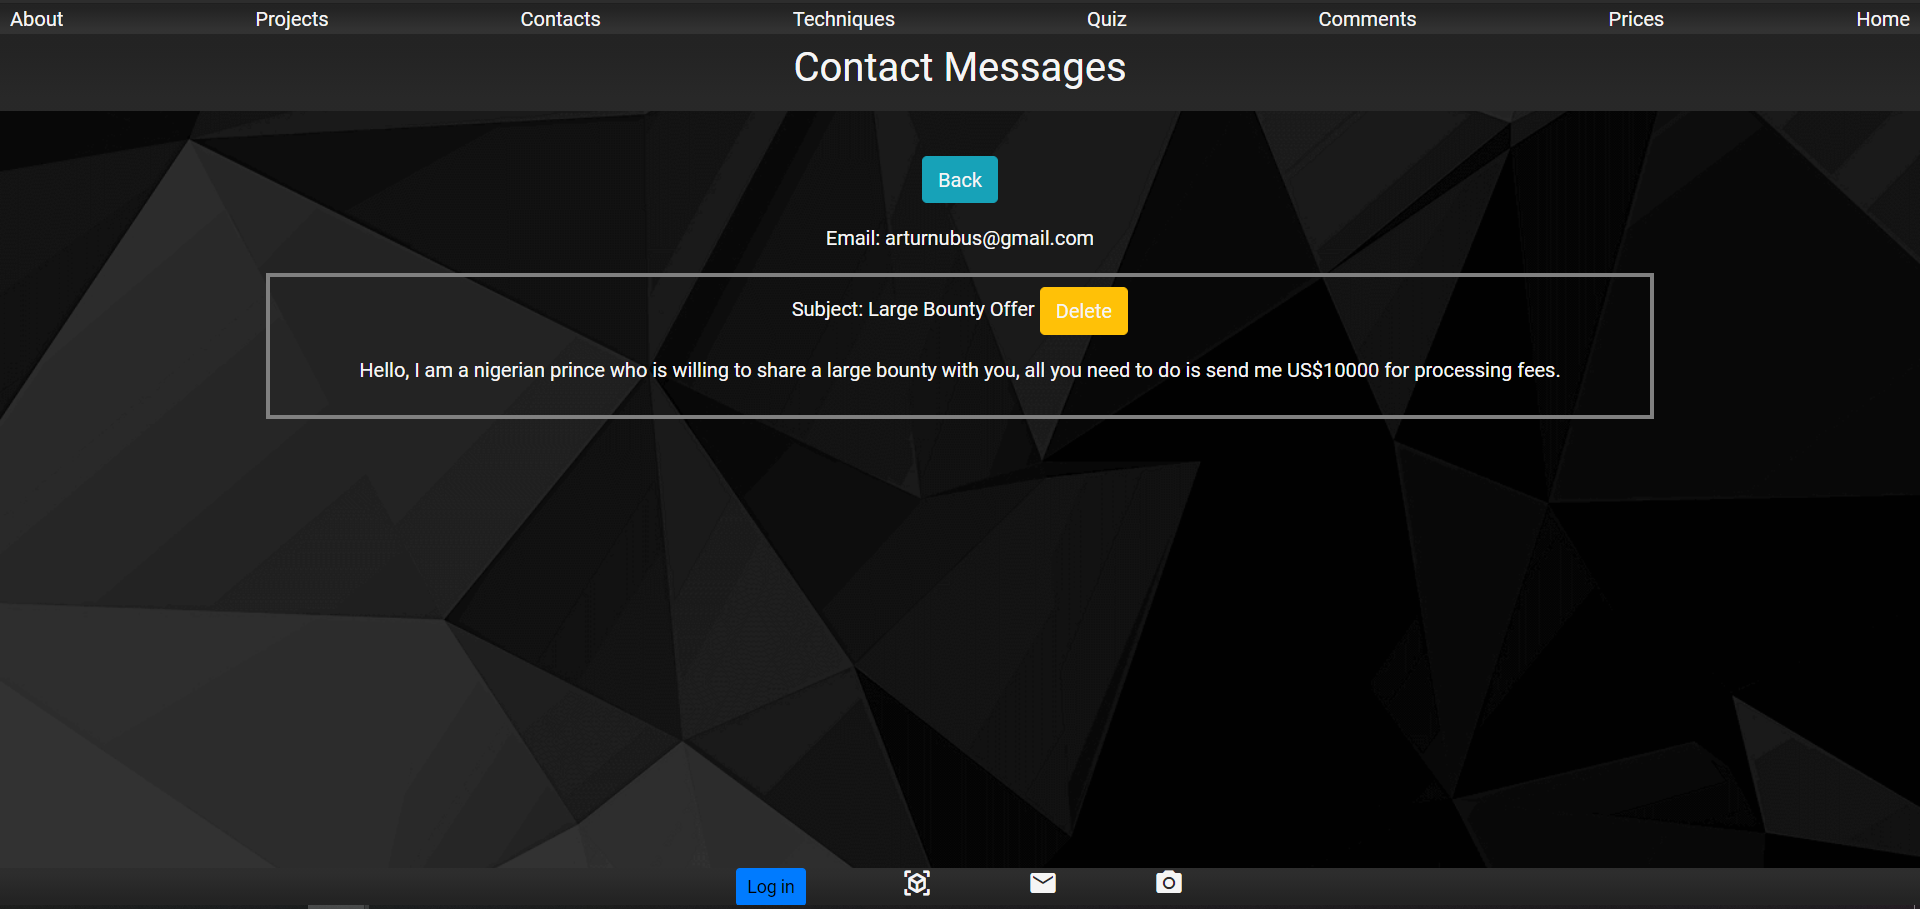 About Projects Contacts Techniques Quiz Comments Prices Home
Contact Messages
Back
Email: arturnubus@gmail.com
Subject: Large Bounty Offer Delete
Hello, I am a nigerian prince who is willing to share a large bounty with you, all you need to do is send me US$10000 for processing fees.
Log in